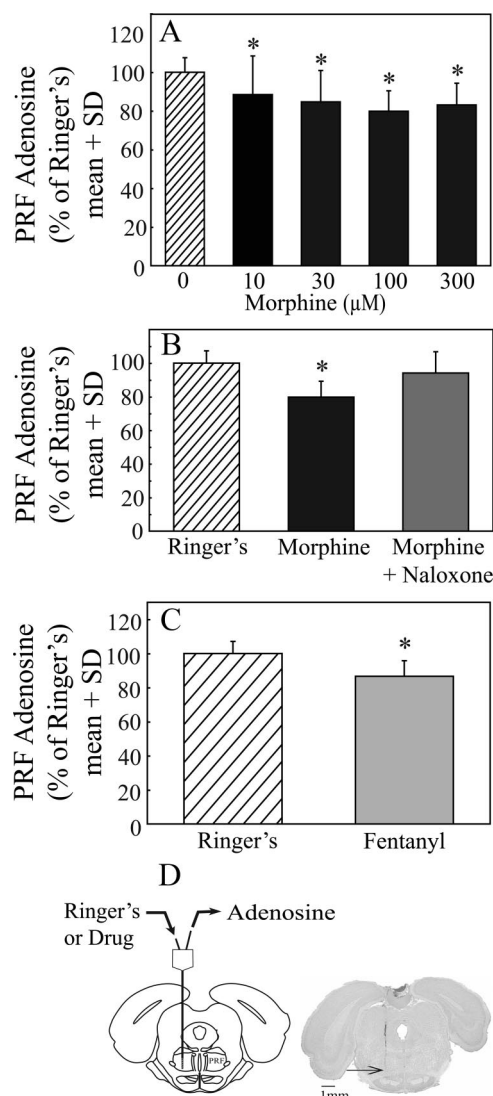 A
PRF Adenosine
(% of Ringer's)
mean + SD
120
100
80
60
40
20
0
*
*
*
*
0 10 30 100 300
Morphine (µM)
B
PRF Adenosine
(% of Ringer's)
mean + SD
100
80
60
40
20
0
*
Ringer's Morphine Morphine
+ Naloxone
C
PRF Adenosine
(% of Ringer's)
mean + SD
120
100
80
60
40
20
0
*
Ringer's Fentanyl
D
Ringer's
or Drug
Adenosine
PRF
1mm